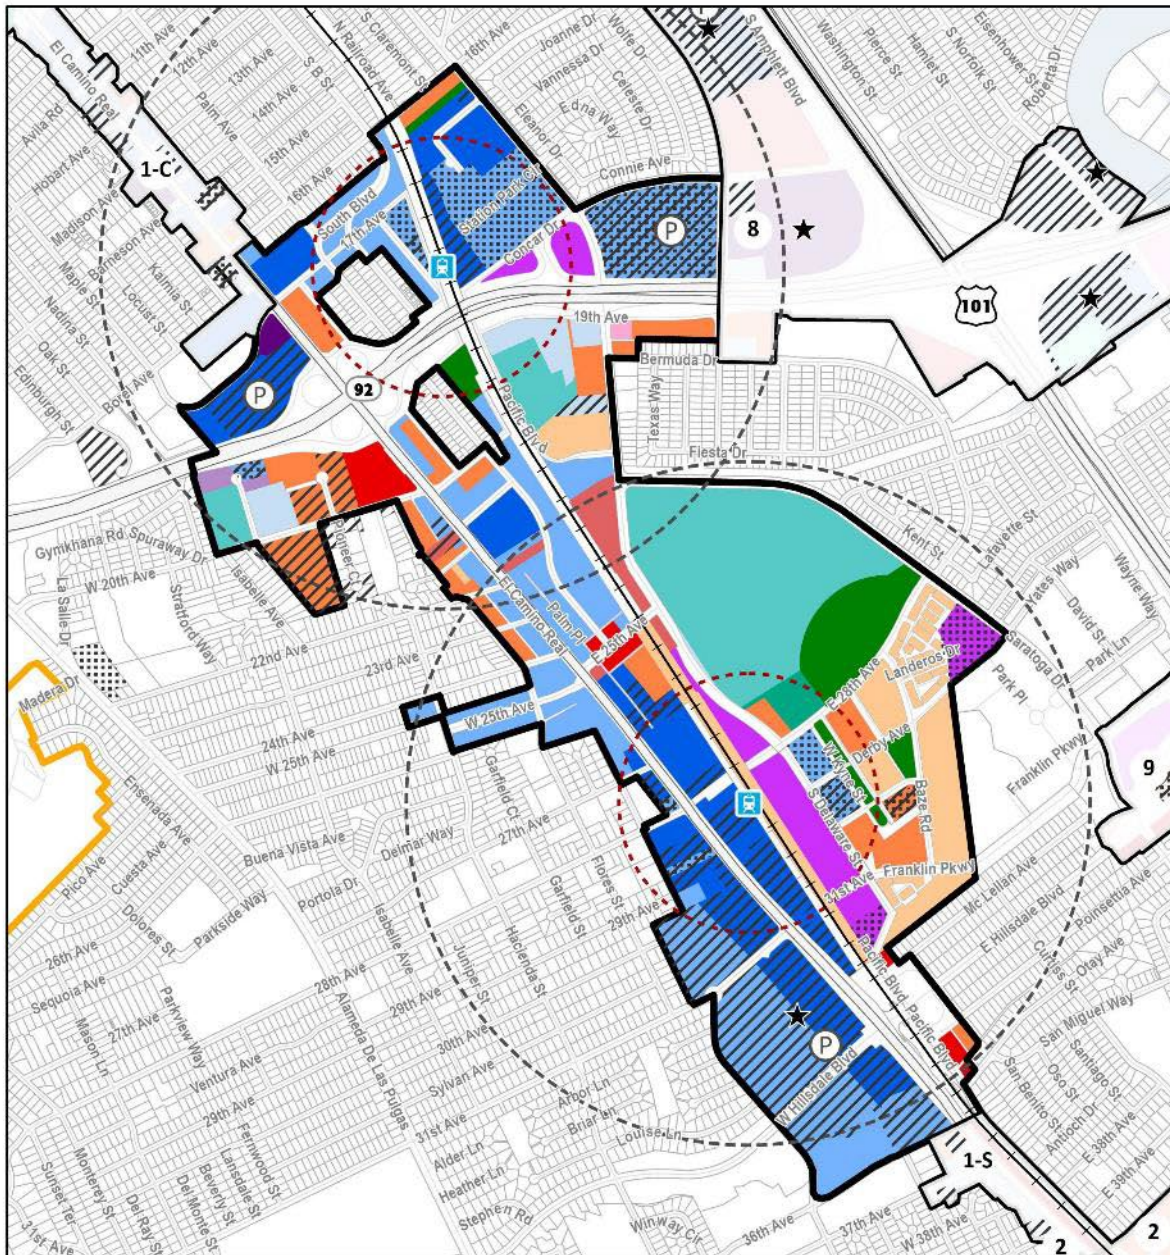 El Camino Real
11th Ave
12th Ave
13th Ave
14th Ave
15th Ave
16th Ave
Palm Ave
S B St
N Railroad Ave
S Claremont St
16th Ave
Joanne Dr
Wolfe Dr
Vannessa Dr
Celeste Dr
Edna Way
Eleanor Dr
Connie Ave
S Amphlett Blvd
Washington St
Pierce St
Hamlet St
S Norfolk St
Eisenhower St
Roberta Dr
Avila Rd
Hobart Ave
Madison Ave
Barneson Ave
Maple St
Nadina St
Locust St
Kalmia St
Oak St
Edinburgh St
Borel Ave
1-C
South Blvd
17th Ave
Station Park Cir
Concar Dr
P
8
101
19th Ave
Bermuda Dr
Texas Way
Fiesta Dr
P
92
Pacific Blvd
Gymkhana Rd
Spuraway Dr
W 20th Ave
La Salle Dr
Stratford Way
Isabelle Ave
Pioneer Ct
22nd Ave
23rd Ave
24th Ave
W 25th Ave
Madera Dr
El Camino Real
Palm Pl
E 25th Ave
W 25th Ave
Kent St
Lafayette St
Yates Way
Wayne Way
David St
Park Ln
Saratoga Dr
Park Pl
E 28th Ave
Landeros Dr
Derby Ave
W Kyne St
S Delaware St
Baze Rd
Franklin Pkwy
31st Ave
Franklin Pkwy
9
Mc Lellan Ave
E Hillsdale Blvd
Poinsettia Ave
Curtiss St
Otay Ave
San Miguel Way
Santiago St
Oso St
Antioch Dr
San Benito St
E 38th Ave
E 39th Ave
Pacific Blvd
Pacific Blvd
Ensenada Ave
Cuesta Ave
Pico Ave
Dolores St
Parkside Way
Buena Vista Ave
Portola Dr
Delmar Way
Garfield Ct
27th Ave
Flores St
Garfield St
29th Ave
Hacienda St
Juniper St
Isabelle Ave
26th Ave
Sequoia Ave
27th Ave
Mason Ln
Parkview Way
28th Ave
29th Ave
Alameda De Las Pulgas
Ventura Ave
29th Ave
30th Ave
Sylvan Ave
31st Ave
Arbor Ln
Briar Ln
Louise Ln
Alder Ln
Heather Ln
Stephen Rd
Winway Cir
Fernwood St
Lansdale St
Beverly St
Del Monte St
Del Ray St
Monterey St
Sunset Ter
31st Ave
P
W Hillsdale Blvd
1-S
36th Ave
37th Ave
W 38th Ave
2
2